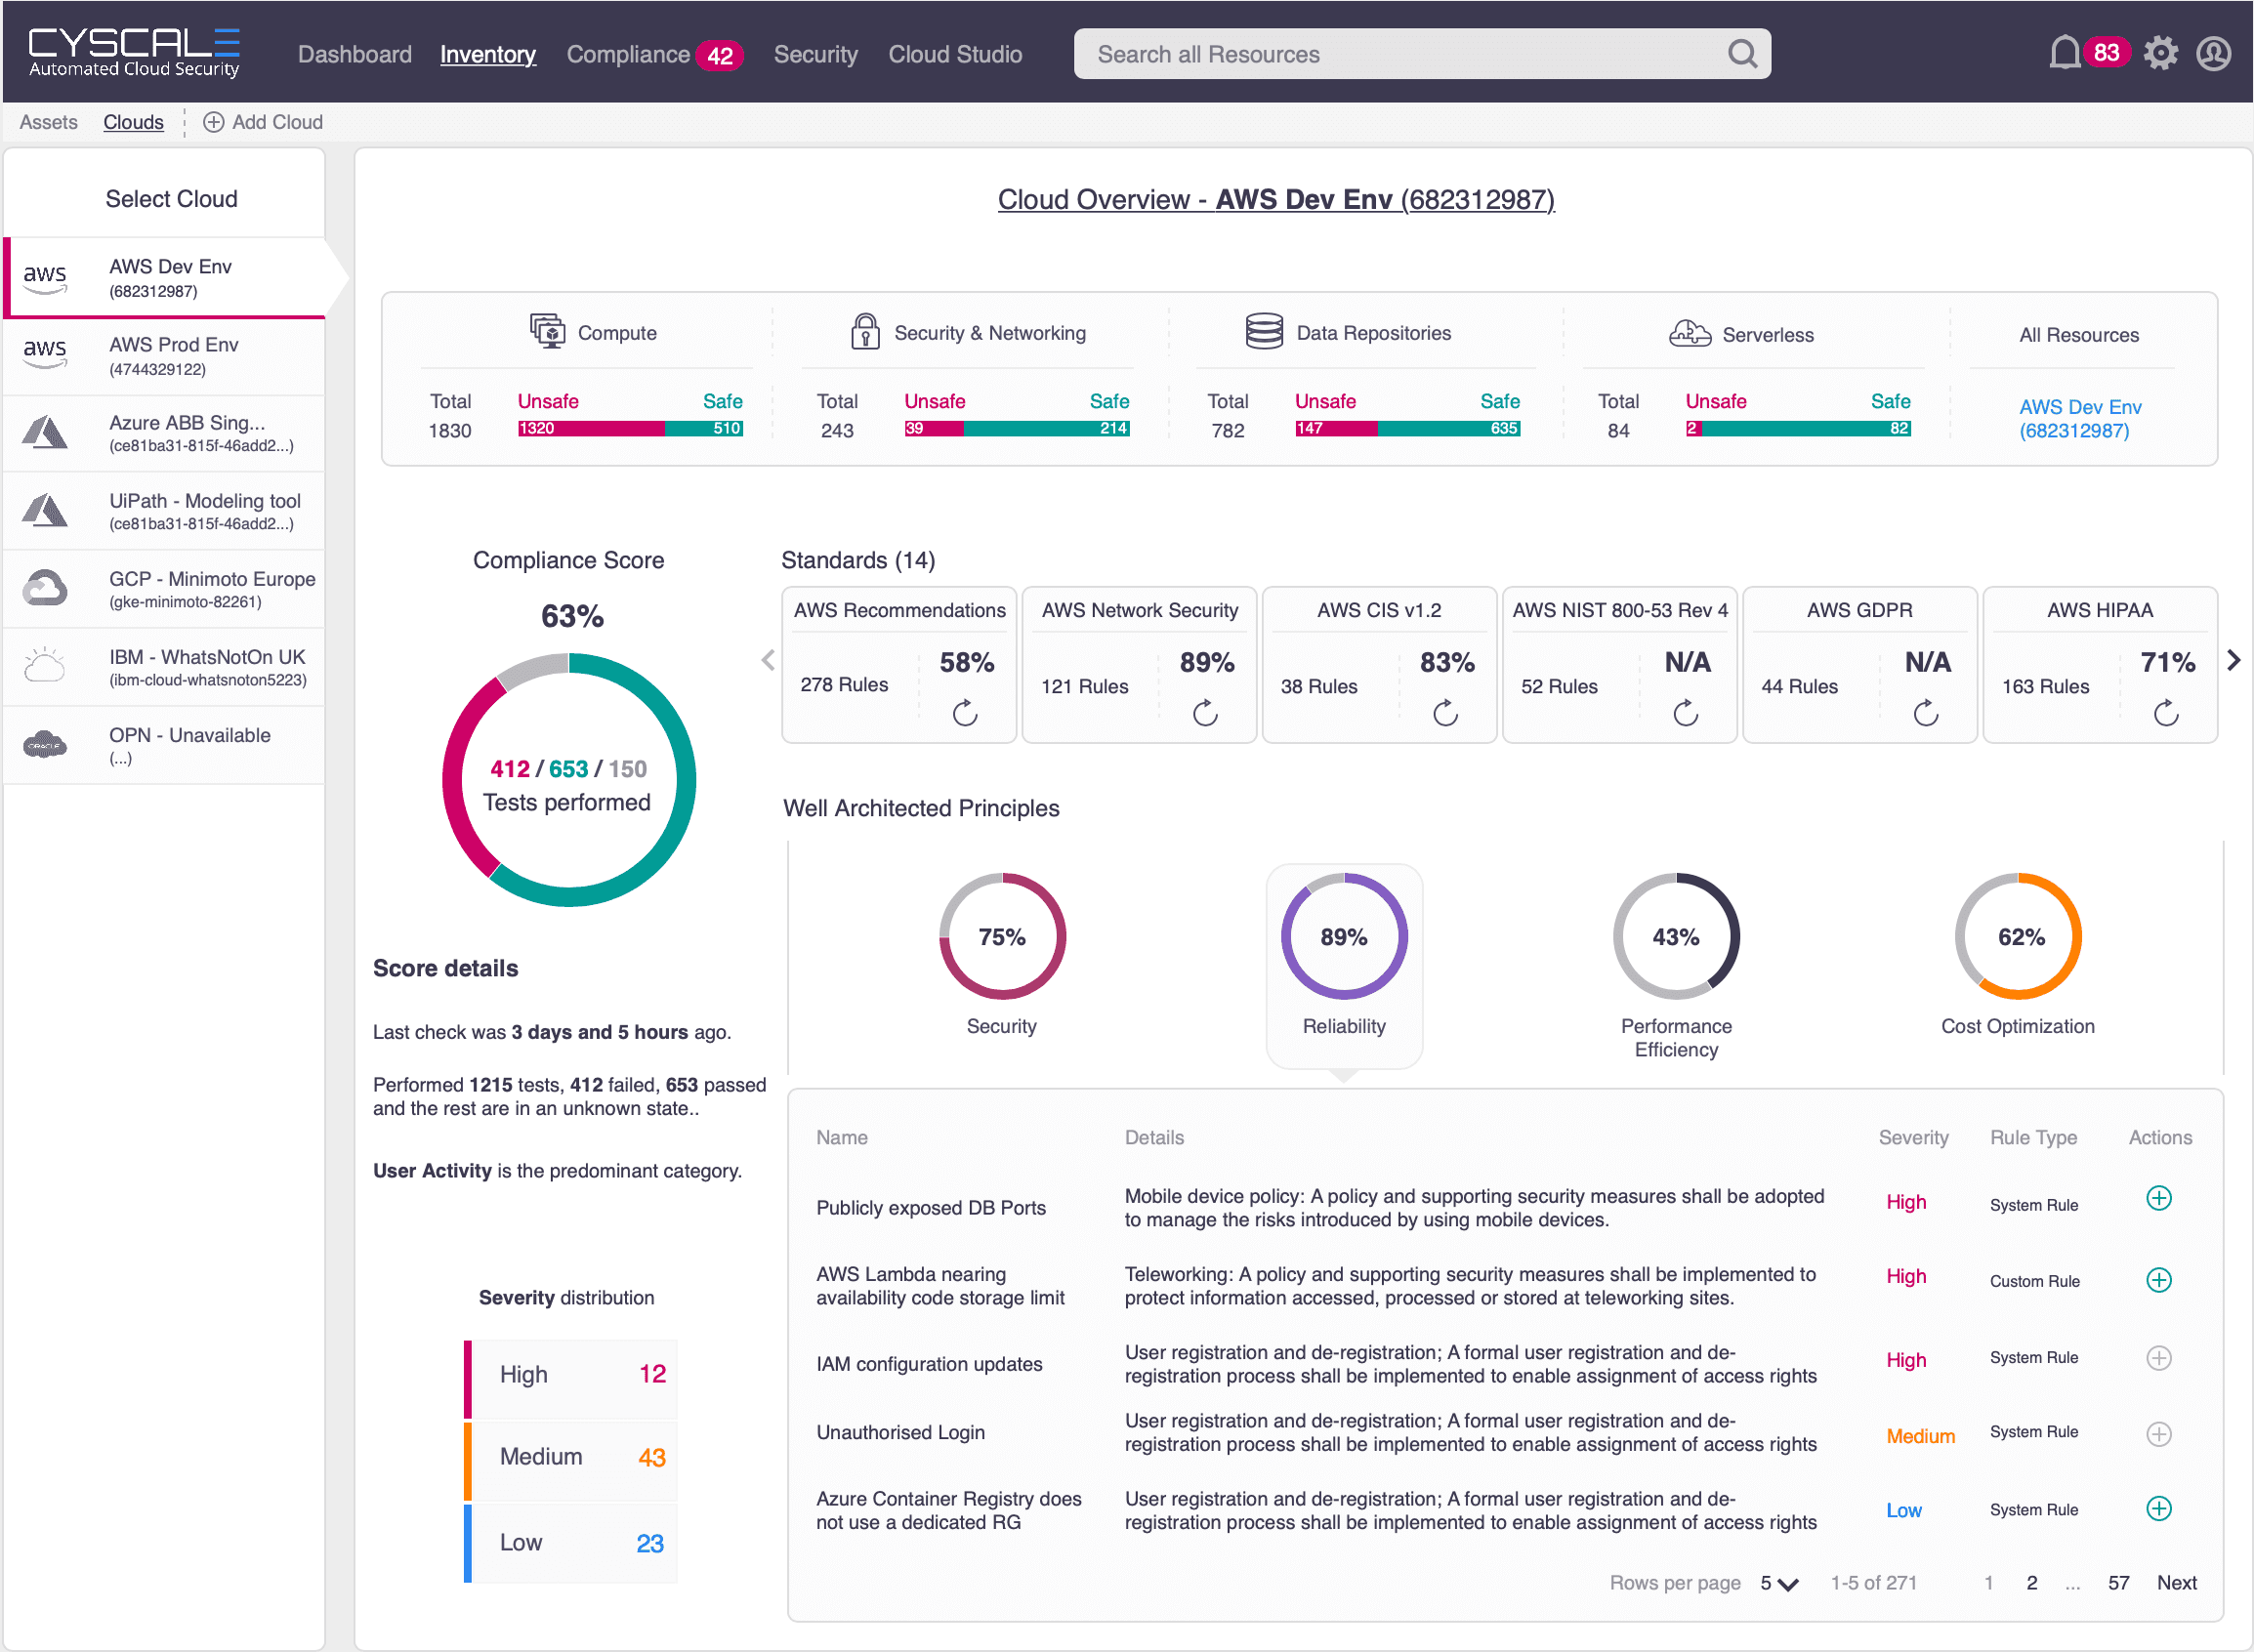 CYSCALE
Automated Cloud Security
Dashboard
Inventory
Compliance 42
Security
Cloud Studio
Search all Resources
83
Assets
Clouds
Add Cloud
Select Cloud
aws
AWS Dev Env
(682312987)
aws
AWS Prod Env
(4744329122)
Azure ABB Sing...
(ce81ba31-815f-46add2...)
UiPath - Modeling tool
(ce81ba31-815f-46add2...)
GCP - Minimoto Europe
(gke-minimoto-82261)
IBM - WhatsNotOn UK
(ibm-cloud-whatsnoton5223)
ORACLE
OPN - Unavailable
(...)
Cloud Overview - AWS Dev Env (682312987)
Compute
Total
1830
Unsafe
Safe
1320
510
Security & Networking
Total
243
Unsafe
Safe
39
214
Data Repositories
Total
782
Unsafe
Safe
147
635
Serverless
Total
84
Unsafe
Safe
2
82
All Resources
AWS Dev Env
(682312987)
Compliance Score
63%
412 / 653 / 150
Tests performed
Score details
Last check was 3 days and 5 hours ago.
Performed 1215 tests, 412 failed, 653 passed
and the rest are in an unknown state..
User Activity is the predominant category.
Severity distribution
High 12
Medium 43
Low 23
Standards (14)
AWS Recommendations
278 Rules
58%
AWS Network Security
121 Rules
89%
AWS CIS v1.2
38 Rules
83%
AWS NIST 800-53 Rev 4
52 Rules
N/A
AWS GDPR
44 Rules
N/A
AWS HIPAA
163 Rules
71%
Well Architected Principles
75%
Security
89%
Reliability
43%
Performance
Efficiency
62%
Cost Optimization
Name
Details
Severity
Rule Type
Actions
Publicly exposed DB Ports
Mobile device policy: A policy and supporting security measures shall be adopted
to manage the risks introduced by using mobile devices.
High
System Rule
AWS Lambda nearing
availability code storage limit
Teleworking: A policy and supporting security measures shall be implemented to
protect information accessed, processed or stored at teleworking sites.
High
Custom Rule
IAM configuration updates
User registration and de-registration; A formal user registration and de-
registration process shall be implemented to enable assignment of access rights
High
System Rule
Unauthorised Login
User registration and de-registration; A formal user registration and de-
registration process shall be implemented to enable assignment of access rights
Medium
System Rule
Azure Container Registry does
not use a dedicated RG
User registration and de-registration; A formal user registration and de-
registration process shall be implemented to enable assignment of access rights
Low
System Rule
Rows per page 5
1-5 of 271
1 2 ... 57 Next